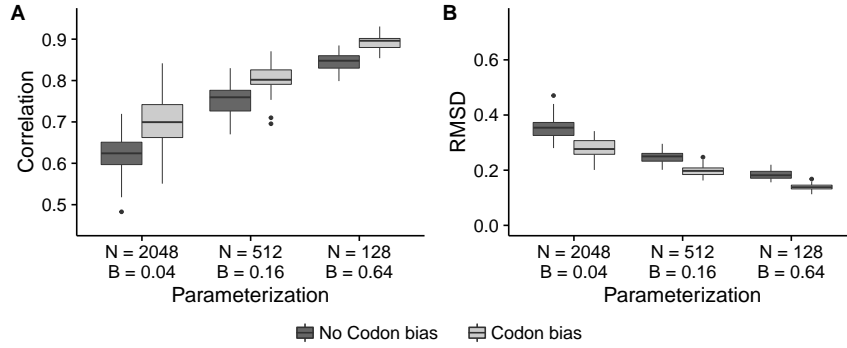 A
Correlation
0.9
0.8
0.7
0.6
0.5
N = 2048
B = 0.04
N = 512
B = 0.16
N = 128
B = 0.64
Parameterization
B
RMSD
0.6
0.4
0.2
0.0
N = 2048
B = 0.04
N = 512
B = 0.16
N = 128
B = 0.64
Parameterization
No Codon bias
Codon bias